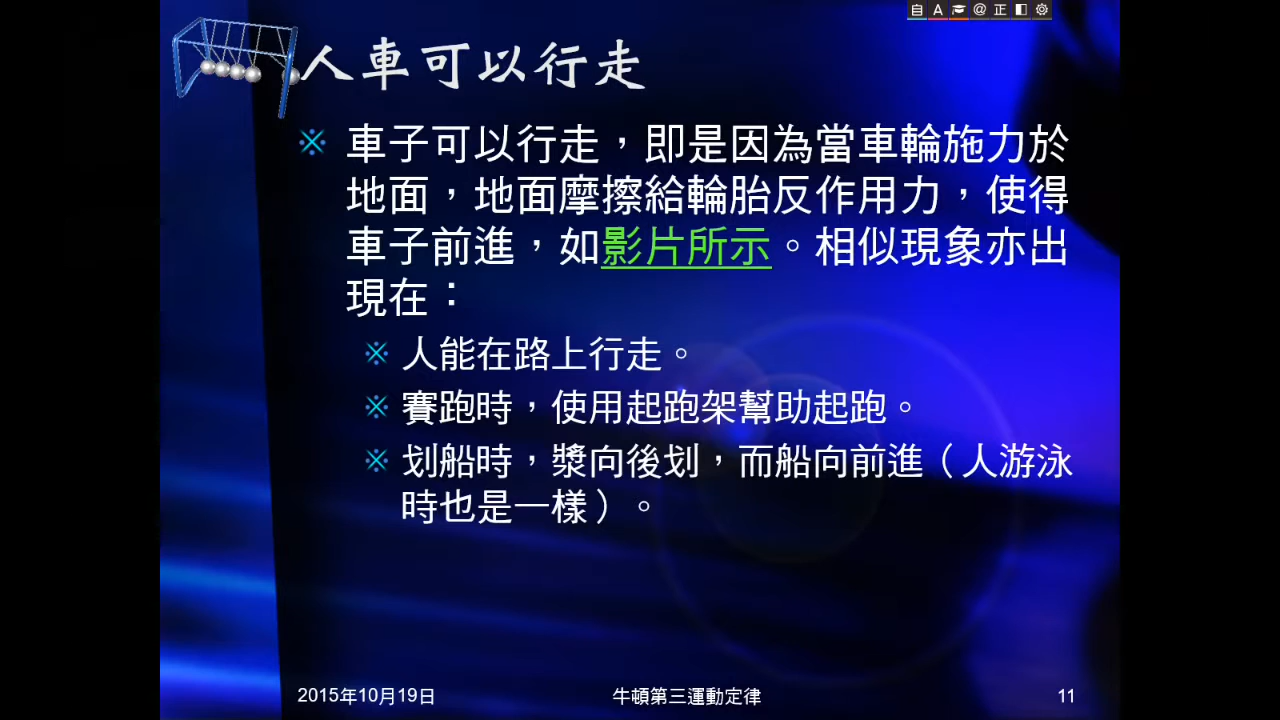 自 A @ 正
人車可以行走
※ 車子可以行走，即是因為當車輪施力於
地面，地面摩擦給輪胎反作用力，使得
車子前進，如影片所示。相似現象亦出
現在：
※ 人能在路上行走。
※ 賽跑時，使用起跑架幫助起跑。
※ 划船時，槳向後划，而船向前進（人游泳
時也是一樣）。
2015年10月19日 牛頓第三運動定律 11